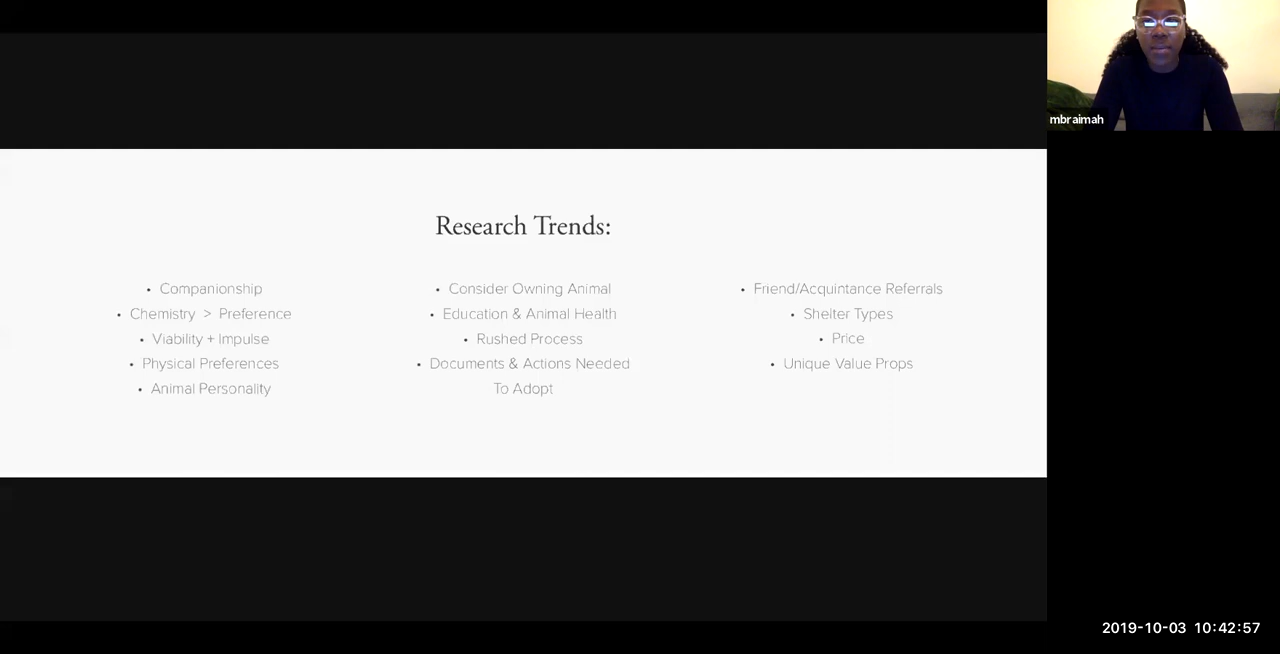 mbraimah
Research Trends:
• Companionship
• Chemistry > Preference
• Viability + Impulse
• Physical Preferences
• Animal Personality
• Consider Owning Animal
• Education & Animal Health
• Rushed Process
• Documents & Actions Needed
To Adopt
• Friend/Acquintance Referrals
• Shelter Types
• Price
• Unique Value Props
2019-10-03 10:42:57